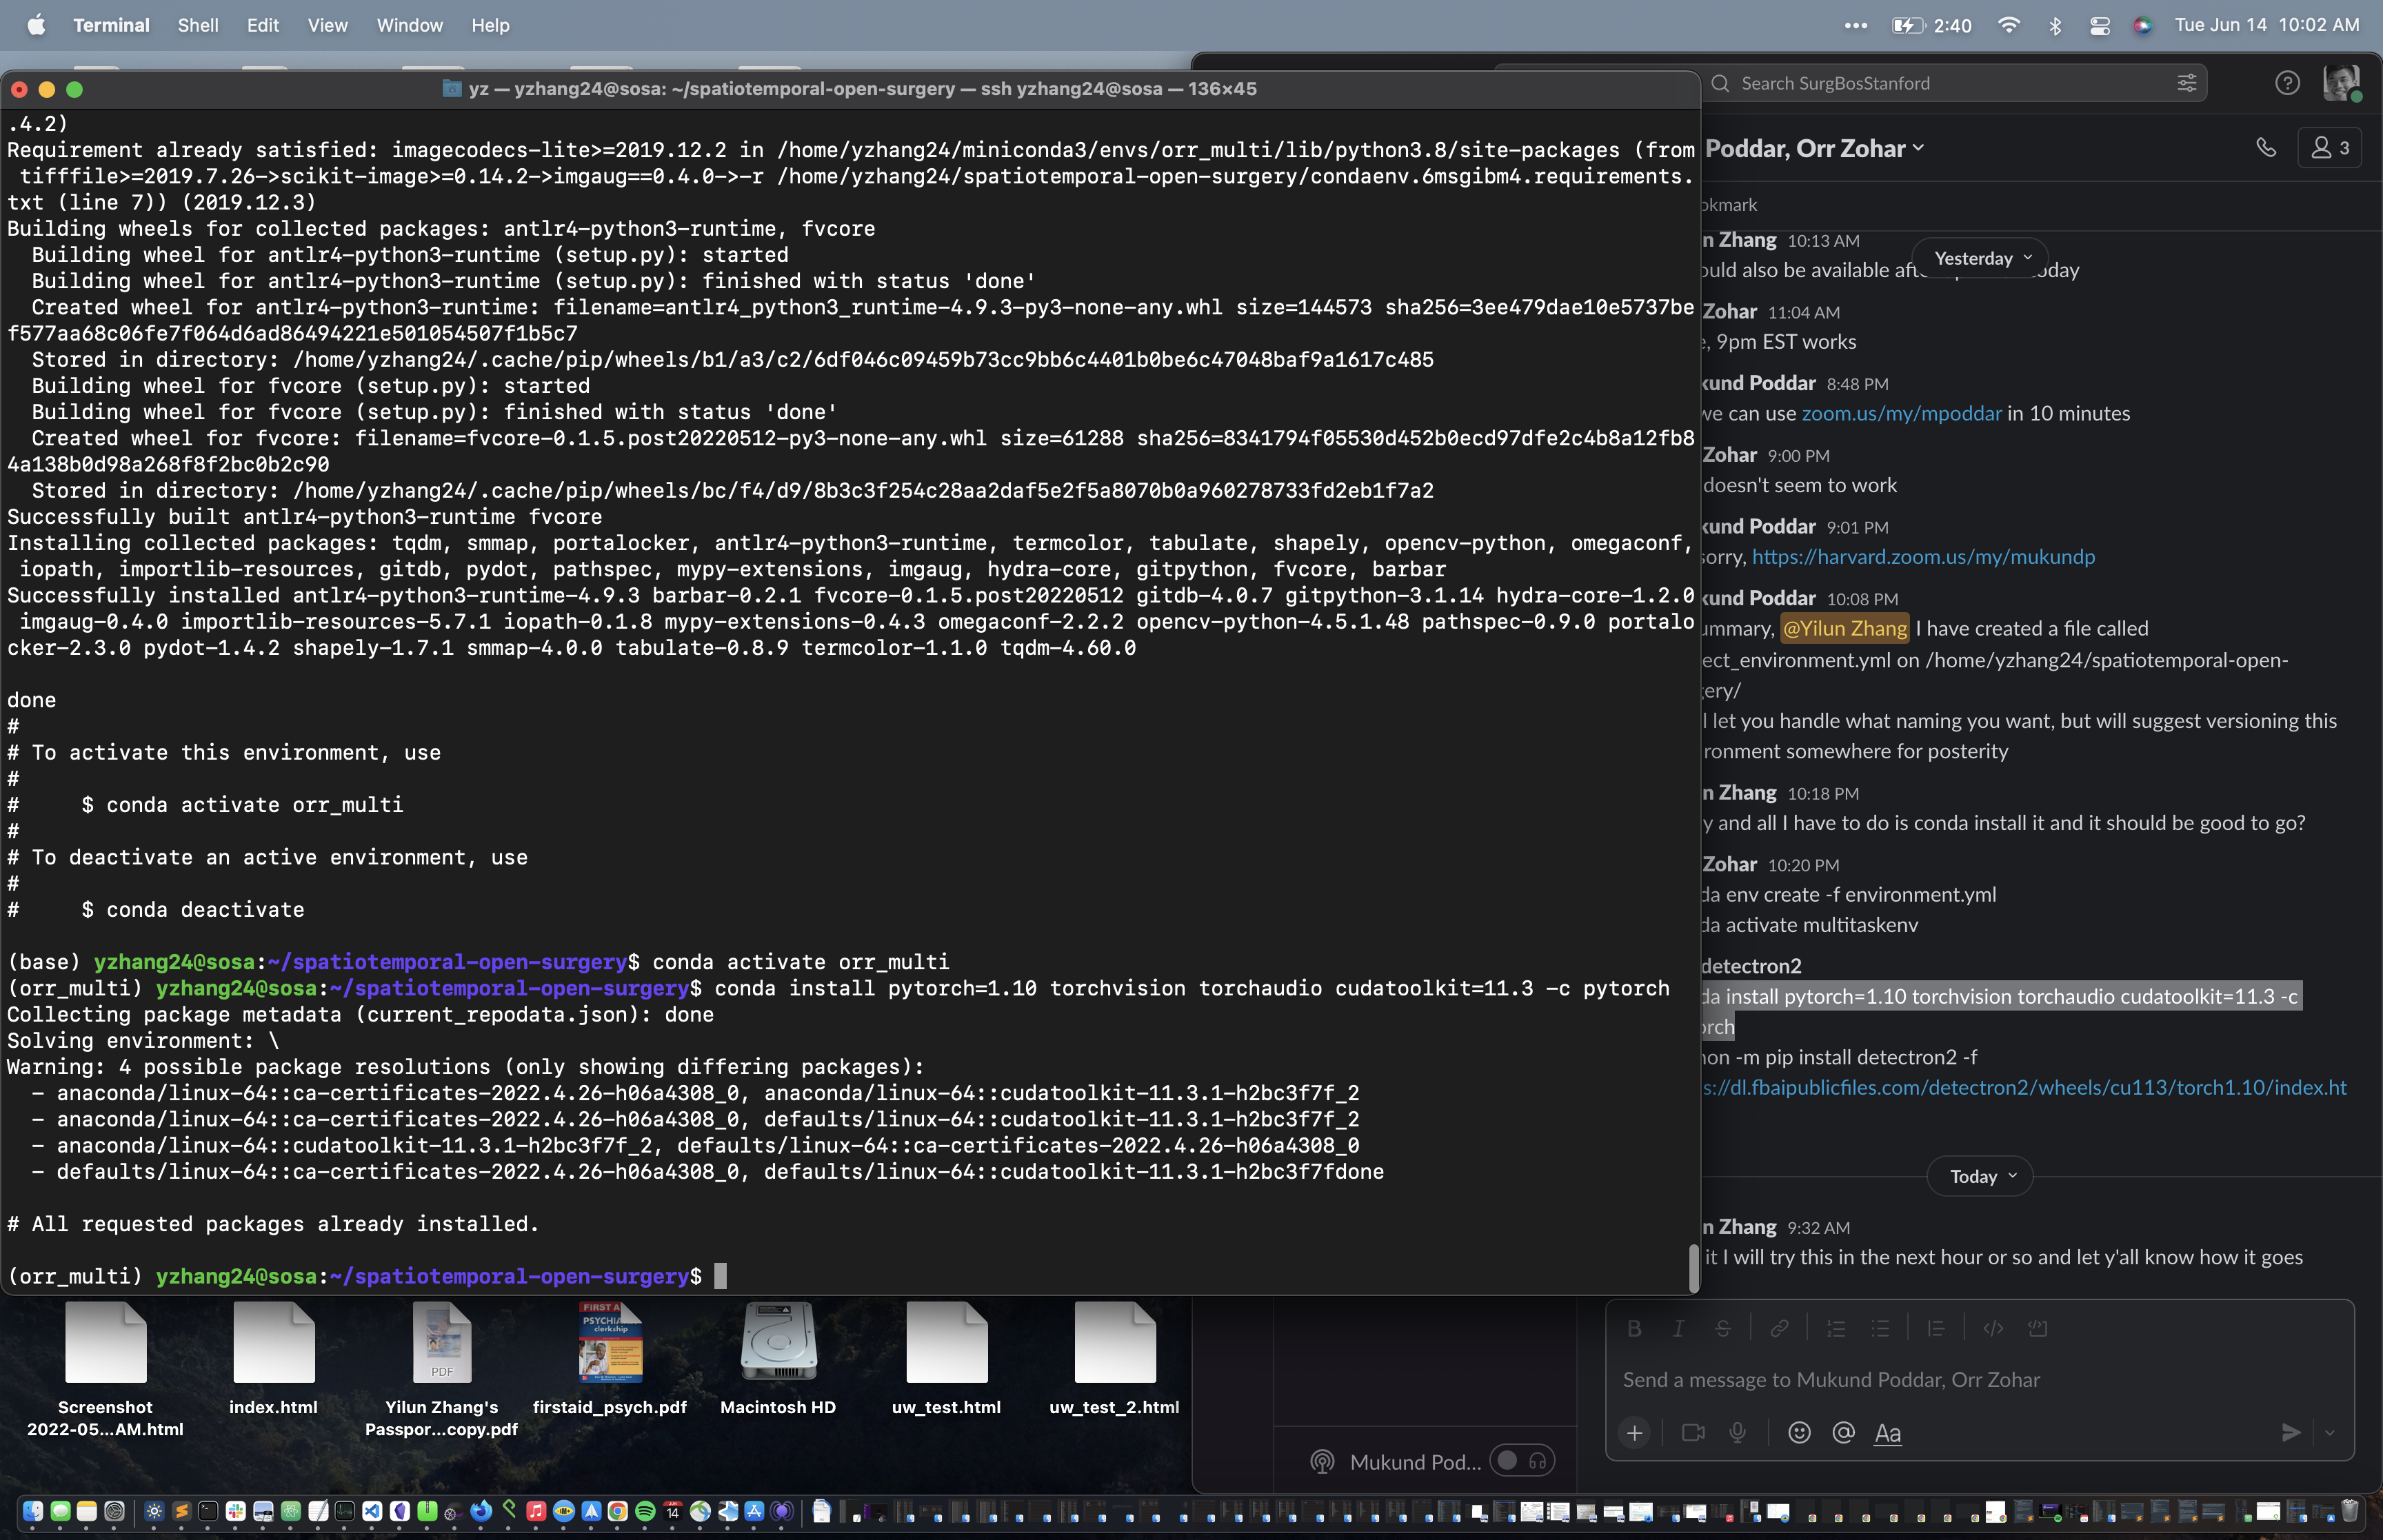 Terminal Shell Edit View Window Help
2:40 Tue Jun 14 10:02 AM
yz — yzhang24@sosa: ~/spatiotemporal-open-surgery — ssh yzhang24@sosa — 136×45
.4.2)
Requirement already satisfied: imagecodecs-lite>=2019.12.2 in /home/yzhang24/miniconda3/envs/orr_multi/lib/python3.8/site-packages (from
tifffile>=2019.7.26->scikit-image>=0.14.2->imgaug==0.4.0->-r /home/yzhang24/spatiotemporal-open-surgery/condaenv.6msgibm4.requirements.
txt (line 7)) (2019.12.3)
Building wheels for collected packages: antlr4-python3-runtime, fvcore
Building wheel for antlr4-python3-runtime (setup.py): started
Building wheel for antlr4-python3-runtime (setup.py): finished with status 'done'
Created wheel for antlr4-python3-runtime: filename=antlr4_python3_runtime-4.9.3-py3-none-any.whl size=144573 sha256=3ee479dae10e5737be
f577aa68c06fe7f064d6ad86494221e501054507f1b5c7
Stored in directory: /home/yzhang24/.cache/pip/wheels/b1/a3/c2/6df046c09459b73cc9bb6c4401b0be6c47048baf9a1617c485
Building wheel for fvcore (setup.py): started
Building wheel for fvcore (setup.py): finished with status 'done'
Created wheel for fvcore: filename=fvcore-0.1.5.post20220512-py3-none-any.whl size=61288 sha256=8341794f05530d452b0ecd97dfe2c4b8a12fb8
4a138b0d98a268f8f2bc0b2c90
Stored in directory: /home/yzhang24/.cache/pip/wheels/bc/f4/d9/8b3c3f254c28aa2daf5e2f5a8070b0a960278733fd2eb1f7a2
Successfully built antlr4-python3-runtime fvcore
Installing collected packages: tqdm, smmap, portalocker, antlr4-python3-runtime, termcolor, tabulate, shapely, opencv-python, omegaconf,
iopath, importlib-resources, gitdb, pydot, pathspec, mypy-extensions, imgaug, hydra-core, gitpython, fvcore, barbar
Successfully installed antlr4-python3-runtime-4.9.3 barbar-0.2.1 fvcore-0.1.5.post20220512 gitdb-4.0.7 gitpython-3.1.14 hydra-core-1.2.0
imgaug-0.4.0 importlib-resources-5.7.1 iopath-0.1.8 mypy-extensions-0.4.3 omegaconf-2.2.2 opencv-python-4.5.1.48 pathspec-0.9.0 portalo
cker-2.3.0 pydot-1.4.2 shapely-1.7.1 smmap-4.0.0 tabulate-0.8.9 termcolor-1.1.0 tqdm-4.60.0
done
#
# To activate this environment, use
#
# $ conda activate orr_multi
#
# To deactivate an active environment, use
#
# $ conda deactivate
(base) yzhang24@sosa:~/spatiotemporal-open-surgery$ conda activate orr_multi
(orr_multi) yzhang24@sosa:~/spatiotemporal-open-surgery$ conda install pytorch=1.10 torchvision torchaudio cudatoolkit=11.3 -c pytorch
Collecting package metadata (current_repodata.json): done
Solving environment: \
Warning: 4 possible package resolutions (only showing differing packages):
- anaconda/linux-64::ca-certificates-2022.4.26-h06a4308_0, anaconda/linux-64::cudatoolkit-11.3.1-h2bc3f7f_2
- anaconda/linux-64::ca-certificates-2022.4.26-h06a4308_0, defaults/linux-64::cudatoolkit-11.3.1-h2bc3f7f_2
- anaconda/linux-64::cudatoolkit-11.3.1-h2bc3f7f_2, defaults/linux-64::ca-certificates-2022.4.26-h06a4308_0
- defaults/linux-64::ca-certificates-2022.4.26-h06a4308_0, defaults/linux-64::cudatoolkit-11.3.1-h2bc3f7fdone
# All requested packages already installed.
(orr_multi) yzhang24@sosa:~/spatiotemporal-open-surgery$
Search SurgBosStanford
Poddar, Orr Zohar
3
okmark
n Zhang 10:13 AM
ould also be available aft oday
Yesterday
Zohar 11:04 AM
e, 9pm EST works
kund Poddar 8:48 PM
we can use zoom.us/my/mpoddar in 10 minutes
Zohar 9:00 PM
doesn't seem to work
kund Poddar 9:01 PM
sorry, https://harvard.zoom.us/my/mukundp
kund Poddar 10:08 PM
ummary, @Yilun Zhang I have created a file called
ect_environment.yml on /home/yzhang24/spatiotemporal-open-
gery/
l let you handle what naming you want, but will suggest versioning this
ronment somewhere for posterity
n Zhang 10:18 PM
y and all I have to do is conda install it and it should be good to go?
Zohar 10:20 PM
da env create -f environment.yml
da activate multitaskenv
detectron2
da install pytorch=1.10 torchvision torchaudio cudatoolkit=11.3 -c
orch
hon -m pip install detectron2 -f
s://dl.fbaipublicfiles.com/detectron2/wheels/cu113/torch1.10/index.ht
Today
n Zhang 9:32 AM
it I will try this in the next hour or so and let y'all know how it goes
B I S
Send a message to Mukund Poddar, Orr Zohar
Aa
Mukund Pod...
FIRST A
PSYCHIA
clerkship
PDF
Screenshot
2022-05...AM.html
index.html
Yilun Zhang's
Passpor...copy.pdf
firstaid_psych.pdf
Macintosh HD
uw_test.html
uw_test_2.html
14